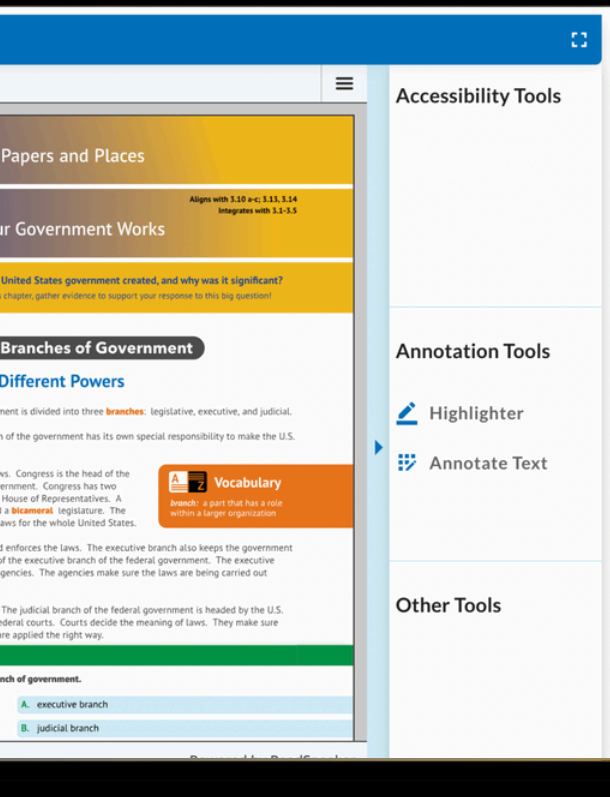 Accessibility Tools
Papers and Places
Aligns with 3.10 a-c; 3.13, 3.14
Integrates with 3.1-3.5
ur Government Works
United States government created, and why was it significant?
s chapter, gather evidence to support your response to this big question!
Branches of Government
Different Powers
ment is divided into three branches: legislative, executive, and judicial.
h of the government has its own special responsibility to make the U.S.
ws. Congress is the head of the
ernment. Congress has two
House of Representatives. A
d a bicameral legislature. The
aws for the whole United States.
A Z Vocabulary
branch: a part that has a role
within a larger organization
d enforces the laws. The executive branch also keeps the government
of the executive branch of the federal government. The executive
gencies. The agencies make sure the laws are being carried out
The judicial branch of the federal government is headed by the U.S.
ederal courts. Courts decide the meaning of laws. They make sure
re applied the right way.
nch of government.
A. executive branch
B. judicial branch
Annotation Tools
Highlighter
Annotate Text
Other Tools